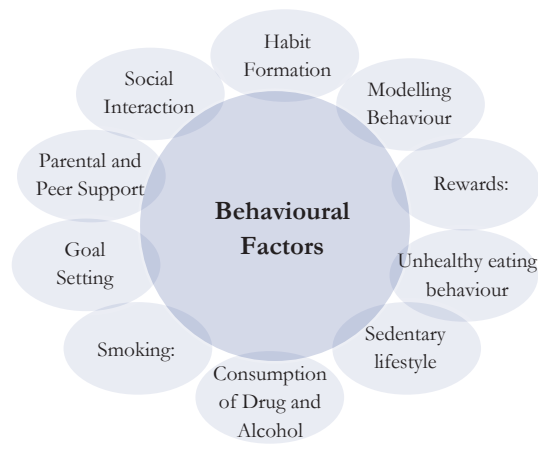 Behavioural
Factors
Habit
Formation
Modelling
Behaviour
Rewards:
Unhealthy eating
behaviour
Sedentary
lifestyle
Consumption
of Drug and
Alcohol
Smoking:
Goal
Setting
Parental and
Peer Support
Social
Interaction